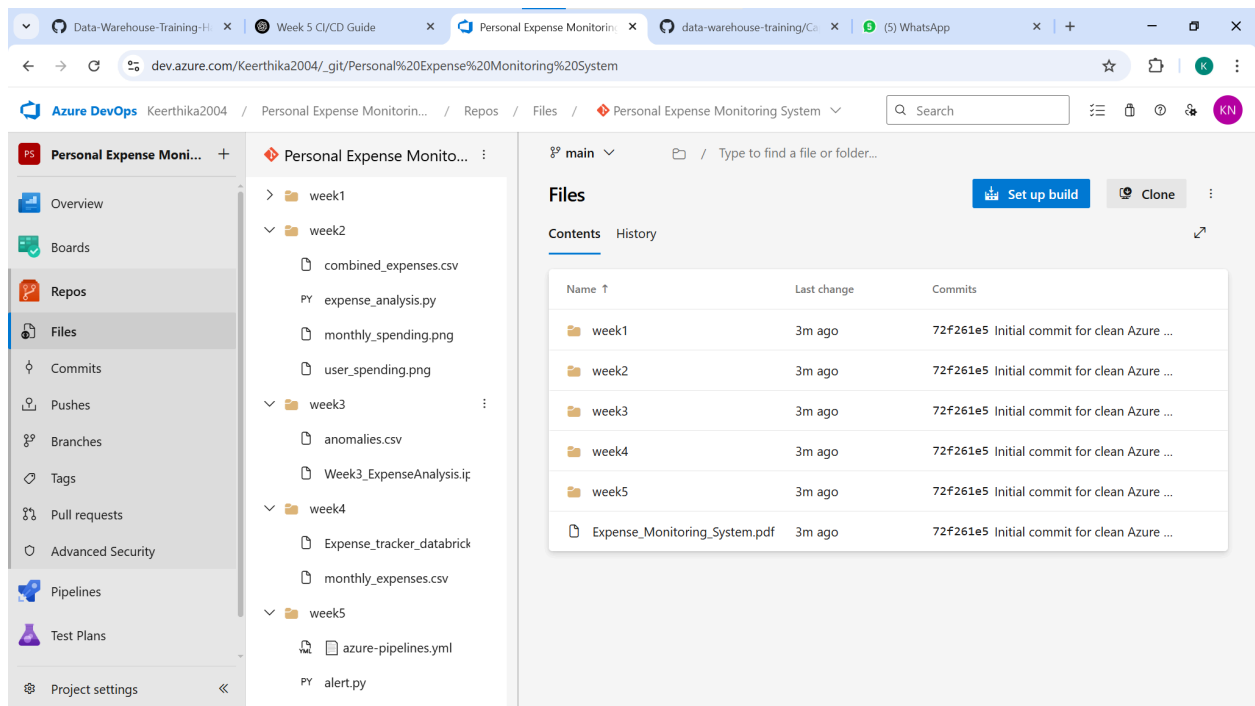 Data-Warehouse-Training-H
Week 5 CI/CD Guide
Personal Expense Monitoring
data-warehouse-training/Ca
(5) WhatsApp
dev.azure.com/Keerthika2004/_git/Personal%20Expense%20Monitoring%20System
K
Azure DevOps Keerthika2004 / Personal Expense Monitorin... / Repos / Files / Personal Expense Monitoring System
Search
KN
PS Personal Expense Moni...
Overview
Boards
Repos
Files
Commits
Pushes
Branches
Tags
Pull requests
Advanced Security
Pipelines
Test Plans
Project settings
Personal Expense Monito...
week1
week2
combined_expenses.csv
PY expense_analysis.py
monthly_spending.png
user_spending.png
week3
anomalies.csv
Week3_ExpenseAnalysis.ip
week4
Expense_tracker_databrick
monthly_expenses.csv
week5
YML azure-pipelines.yml
PY alert.py
main / Type to find a file or folder...
Files
Set up build
Clone
Contents History
Name ↑ Last change Commits
week1 3m ago 72f261e5 Initial commit for clean Azure ...
week2 3m ago 72f261e5 Initial commit for clean Azure ...
week3 3m ago 72f261e5 Initial commit for clean Azure ...
week4 3m ago 72f261e5 Initial commit for clean Azure ...
week5 3m ago 72f261e5 Initial commit for clean Azure ...
Expense_Monitoring_System.pdf 3m ago 72f261e5 Initial commit for clean Azure ...